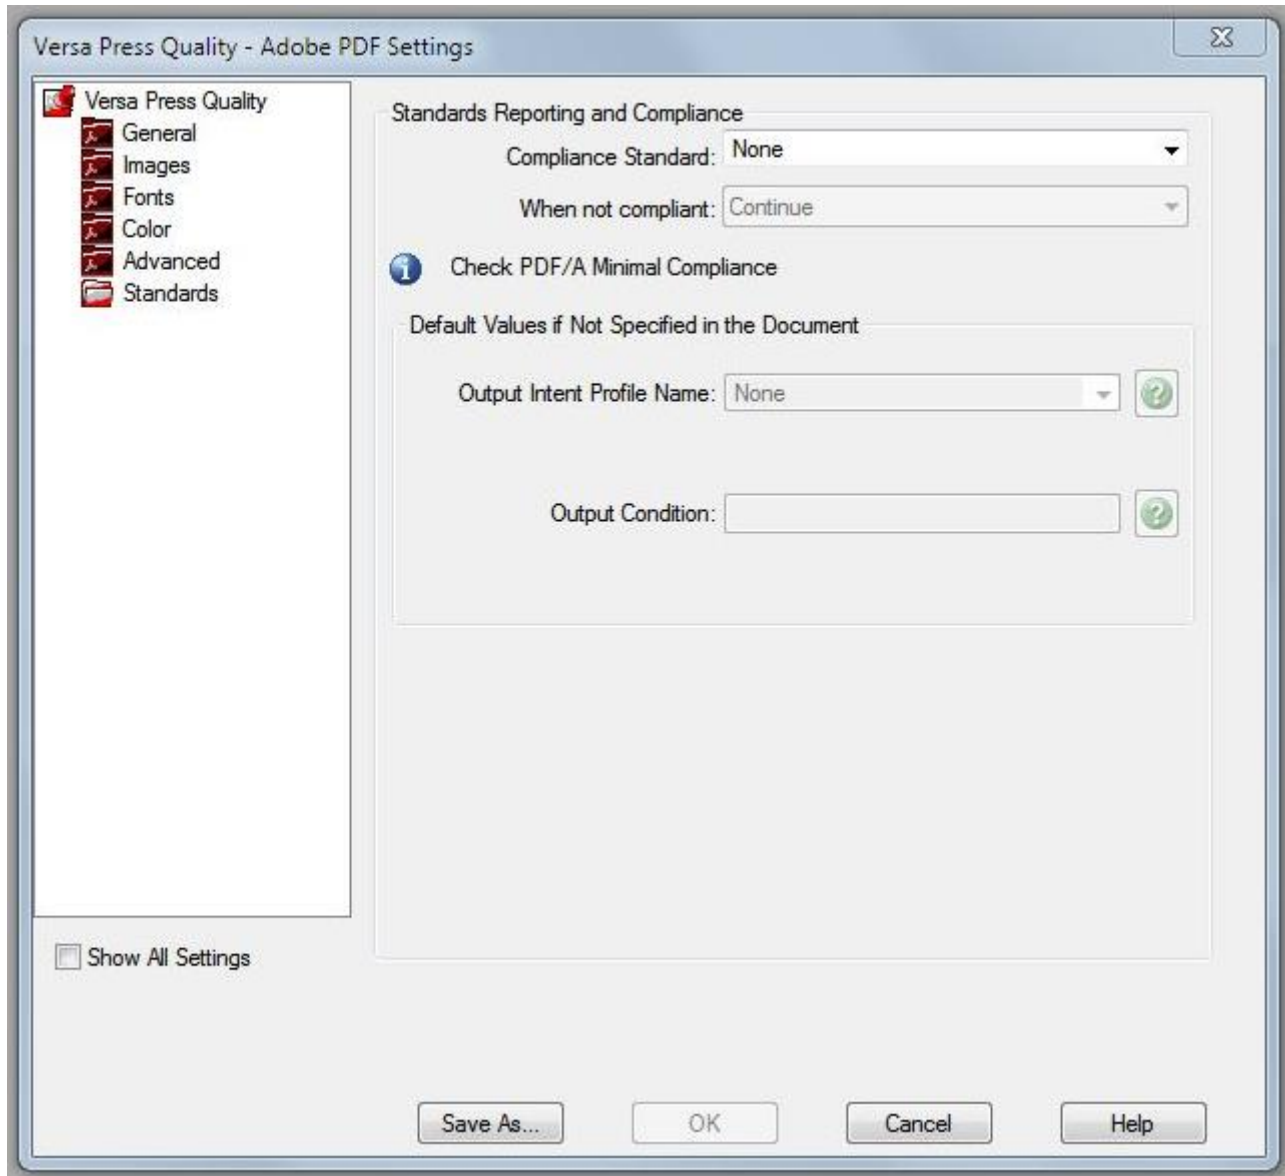 Versa Press Quality - Adobe PDF Settings
Versa Press Quality
General
Images
Fonts
Color
Advanced
Standards
Show All Settings
Standards Reporting and Compliance
Compliance Standard: None
When not compliant: Continue
Check PDF/A Minimal Compliance
Default Values if Not Specified in the Document
Output Intent Profile Name: None
Output Condition:
Save As...
OK
Cancel
Help